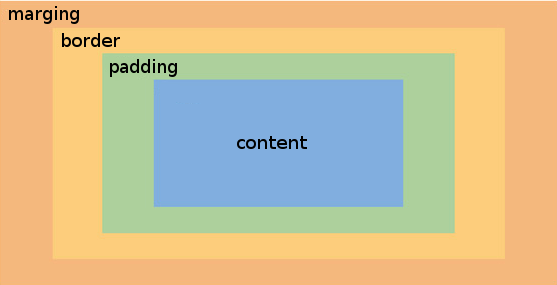 marging
border
padding
content